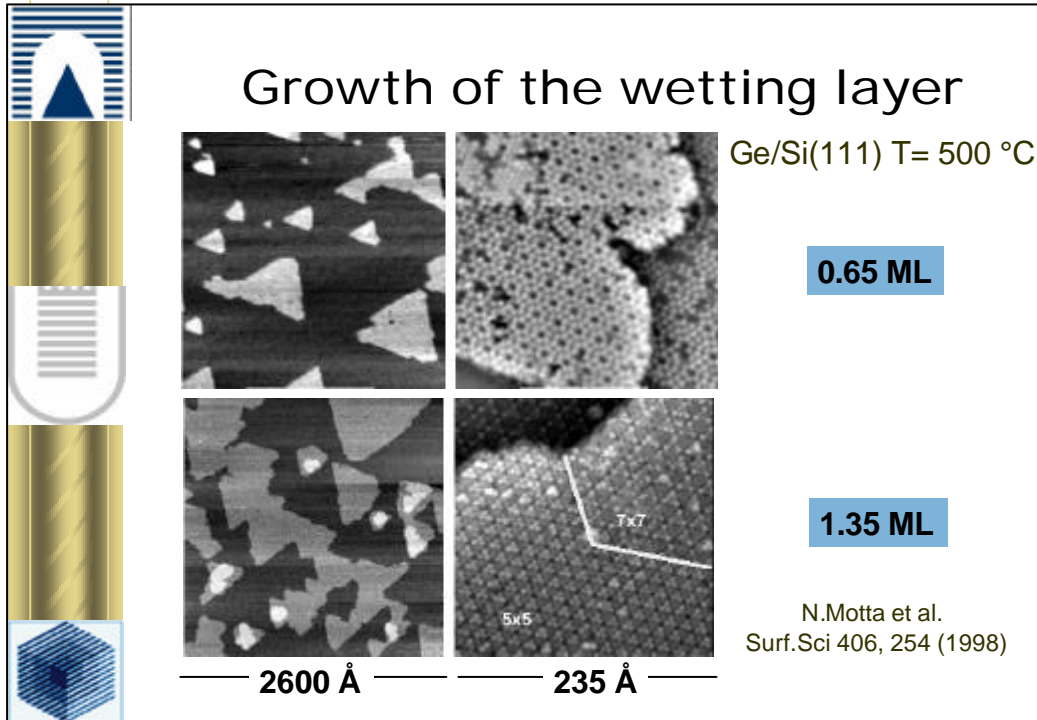 Growth of the wetting layer
Ge/Si(111) T= 500 °C
0.65 ML
7x7
5x5
1.35 ML
N.Motta et al.
Surf.Sci 406, 254 (1998)
2600 Å
235 Å